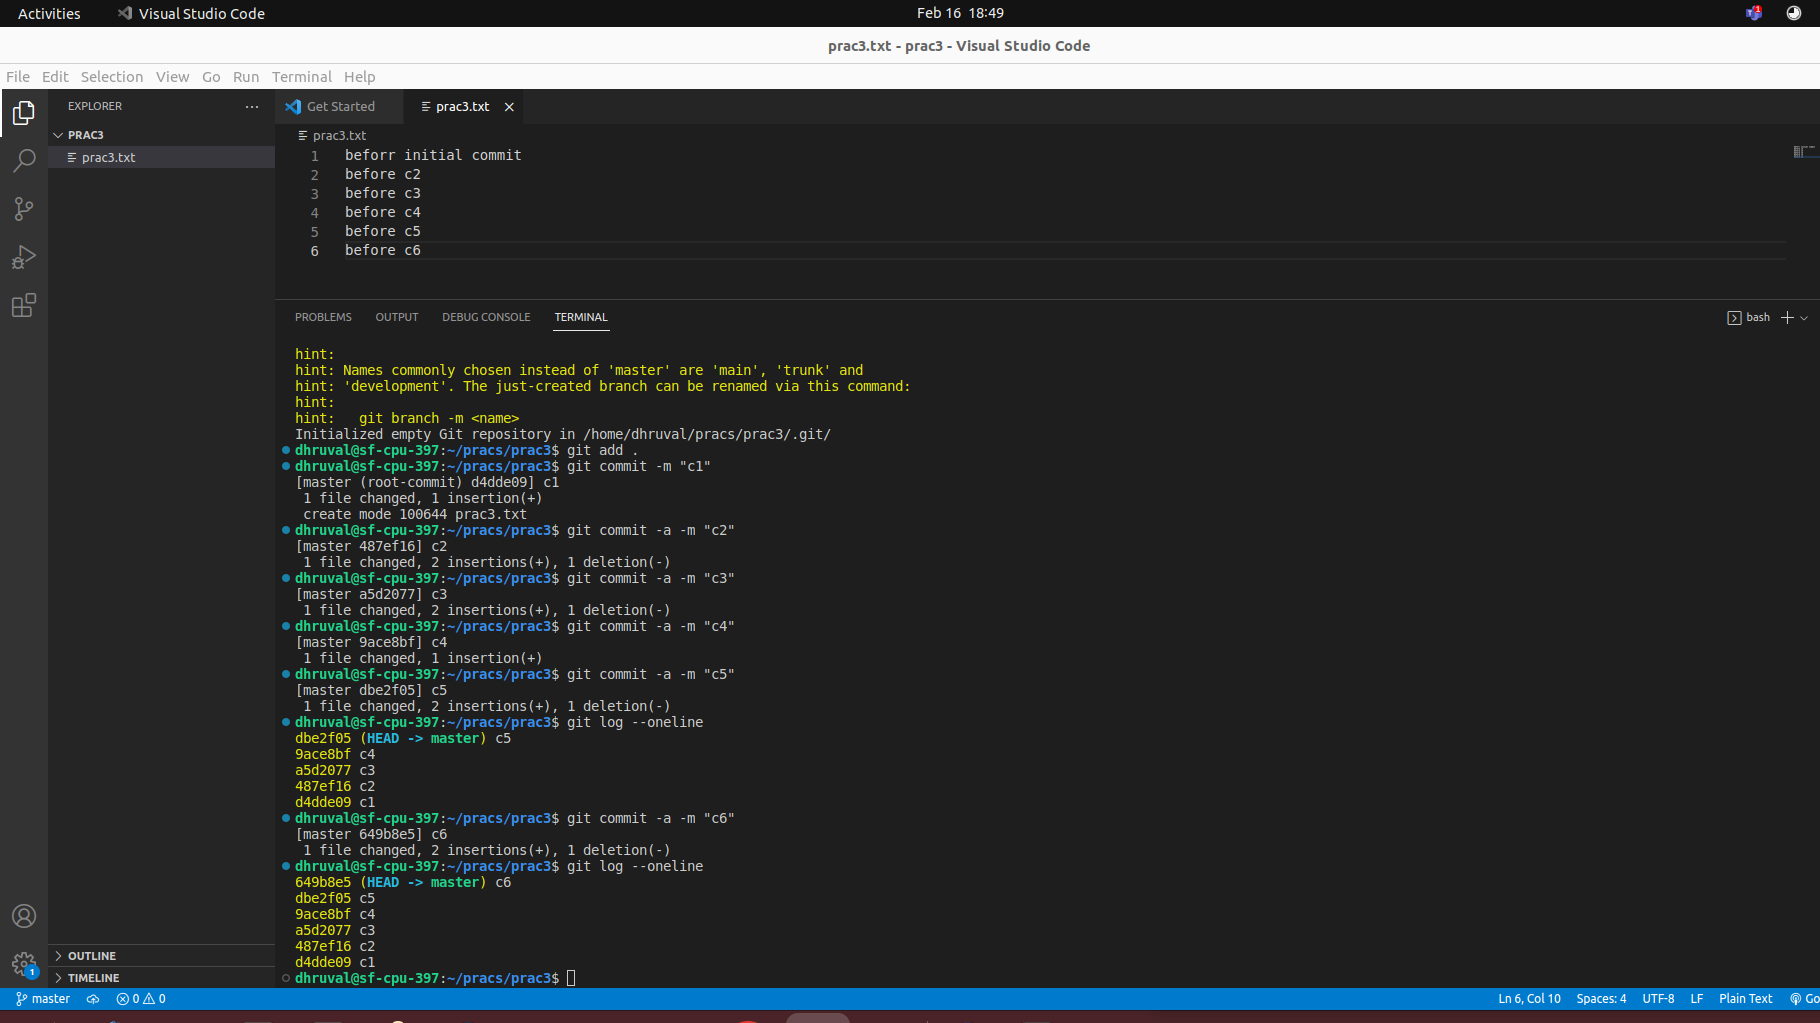 Activities Visual Studio Code Feb 16 18:49 1
prac3.txt - prac3 - Visual Studio Code
File Edit Selection View Go Run Terminal Help
EXPLORER ...
PRAC3
prac3.txt
Get Started prac3.txt
prac3.txt
1 beforr initial commit
2 before c2
3 before c3
4 before c4
5 before c5
6 before c6
PROBLEMS OUTPUT DEBUG CONSOLE TERMINAL bash
hint:
hint: Names commonly chosen instead of 'master' are 'main', 'trunk' and
hint: 'development'. The just-created branch can be renamed via this command:
hint:
hint:   git branch -m <name>
Initialized empty Git repository in /home/dhruval/pracs/prac3/.git/
dhruval@sf-cpu-397:~/pracs/prac3$ git add .
dhruval@sf-cpu-397:~/pracs/prac3$ git commit -m "c1"
[master (root-commit) d4dde09] c1
 1 file changed, 1 insertion(+)
 create mode 100644 prac3.txt
dhruval@sf-cpu-397:~/pracs/prac3$ git commit -a -m "c2"
[master 487ef16] c2
 1 file changed, 2 insertions(+), 1 deletion(-)
dhruval@sf-cpu-397:~/pracs/prac3$ git commit -a -m "c3"
[master a5d2077] c3
 1 file changed, 2 insertions(+), 1 deletion(-)
dhruval@sf-cpu-397:~/pracs/prac3$ git commit -a -m "c4"
[master 9ace8bf] c4
 1 file changed, 1 insertion(+)
dhruval@sf-cpu-397:~/pracs/prac3$ git commit -a -m "c5"
[master dbe2f05] c5
 1 file changed, 2 insertions(+), 1 deletion(-)
dhruval@sf-cpu-397:~/pracs/prac3$ git log --oneline
dbe2f05 (HEAD -> master) c5
9ace8bf c4
a5d2077 c3
487ef16 c2
d4dde09 c1
dhruval@sf-cpu-397:~/pracs/prac3$ git commit -a -m "c6"
[master 649b8e5] c6
 1 file changed, 2 insertions(+), 1 deletion(-)
dhruval@sf-cpu-397:~/pracs/prac3$ git log --oneline
649b8e5 (HEAD -> master) c6
dbe2f05 c5
9ace8bf c4
a5d2077 c3
487ef16 c2
d4dde09 c1
dhruval@sf-cpu-397:~/pracs/prac3$
OUTLINE
1
TIMELINE
master 0 0 Ln 6, Col 10 Spaces: 4 UTF-8 LF Plain Text Go